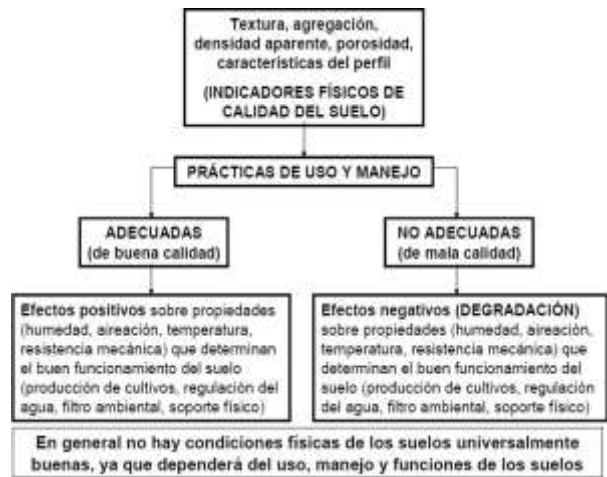 Textura, agregación,
densidad aparente, porosidad,
características del perfil
(INDICADORES FÍSICOS DE
CALIDAD DEL SUELO)
PRÁCTICAS DE USO Y MANEJO
ADECUADAS
(de buena calidad)
NO ADECUADAS
(de mala calidad)
Efectos positivos sobre propiedades
(humedad, aireación, temperatura,
resistencia mecánica) que determinan
el buen funcionamiento del suelo
(producción de cultivos, regulación del
agua, filtro ambiental, soporte físico)
Efectos negativos (DEGRADACIÓN)
sobre propiedades (humedad, aireación,
temperatura, resistencia mecánica) que
determinan el buen funcionamiento del
suelo (producción de cultivos, regulación
del agua, filtro ambiental, soporte físico)
En general no hay condiciones físicas de los suelos universalmente
buenas, ya que dependerá del uso, manejo y funciones de los suelos